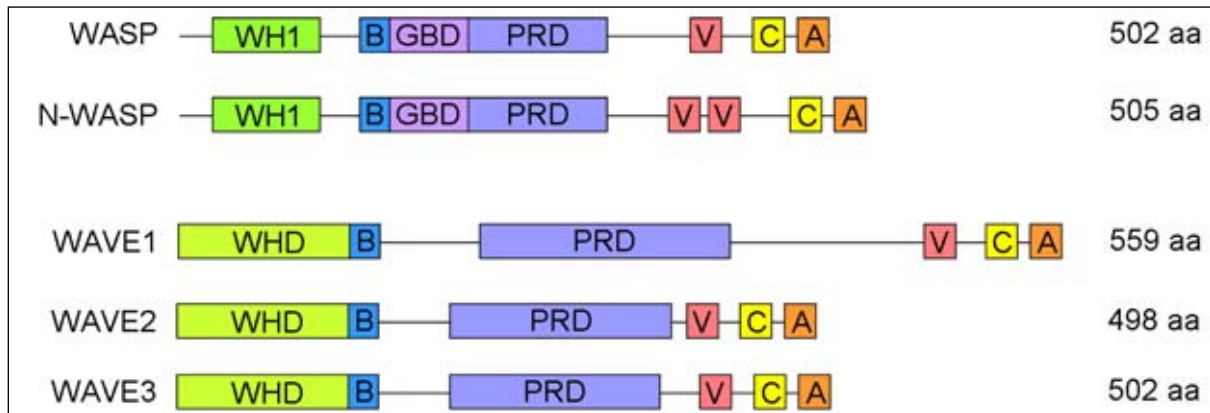 WASP WH1 B GBD PRD V C A 502 aa
N-WASP WH1 B GBD PRD V V C A 505 aa
WAVE1 WHD B PRD V C A 559 aa
WAVE2 WHD B PRD V C A 498 aa
WAVE3 WHD B PRD V C A 502 aa